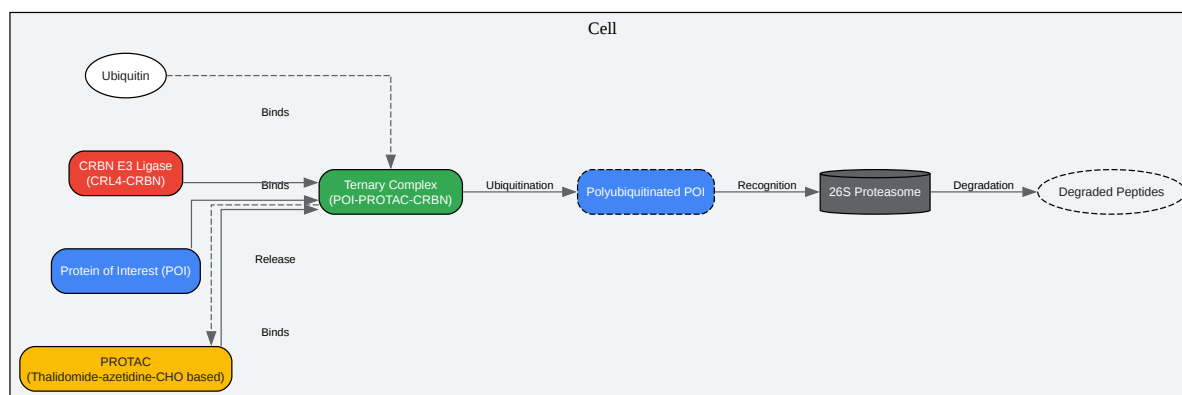 Cell
Ubiquitin
Binds
CRBN E3 Ligase
(CRL4-CRBN)
Binds
Ternary Complex
(POI-PROTAC-CRBN)
Ubiquitination
Polyubiquitinated POI
Recognition
26S Proteasome
Degradation
Degraded Peptides
Protein of Interest (POI)
Release
Binds
PROTAC
(Thalidomide-azetidine-CHO based)